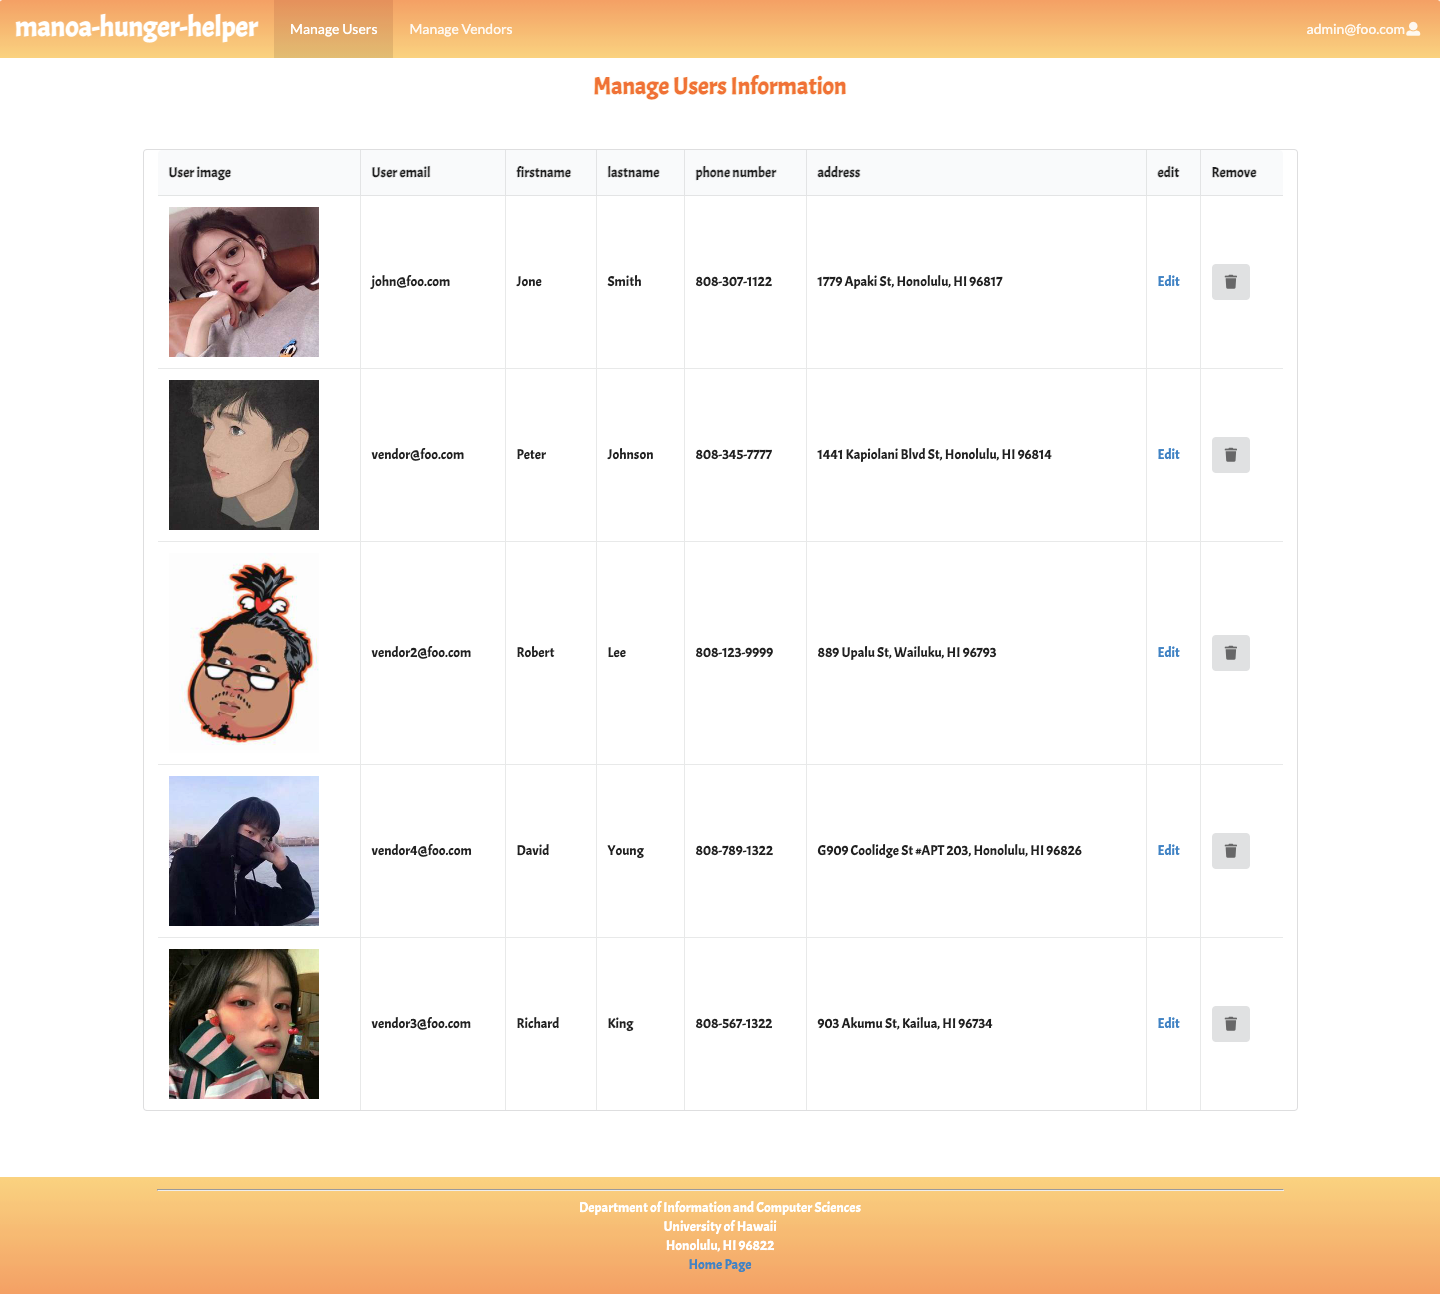 manoa-hunger-helper Manage Users Manage Vendors admin@foo.com
Manage Users Information
User image User email firstname lastname phone number address edit Remove
john@foo.com Jone Smith 808-307-1122 1779 Apaki St, Honolulu, HI 96817 Edit
vendor@foo.com Peter Johnson 808-345-7777 1441 Kapiolani Blvd St, Honolulu, HI 96814 Edit
vendor2@foo.com Robert Lee 808-123-9999 889 Upalu St, Wailuku, HI 96793 Edit
vendor4@foo.com David Young 808-789-1322 G909 Coolidge St #APT 203, Honolulu, HI 96826 Edit
vendor3@foo.com Richard King 808-567-1322 903 Akumu St, Kailua, HI 96734 Edit
Department of Information and Computer Sciences
University of Hawaii
Honolulu, HI 96822
Home Page